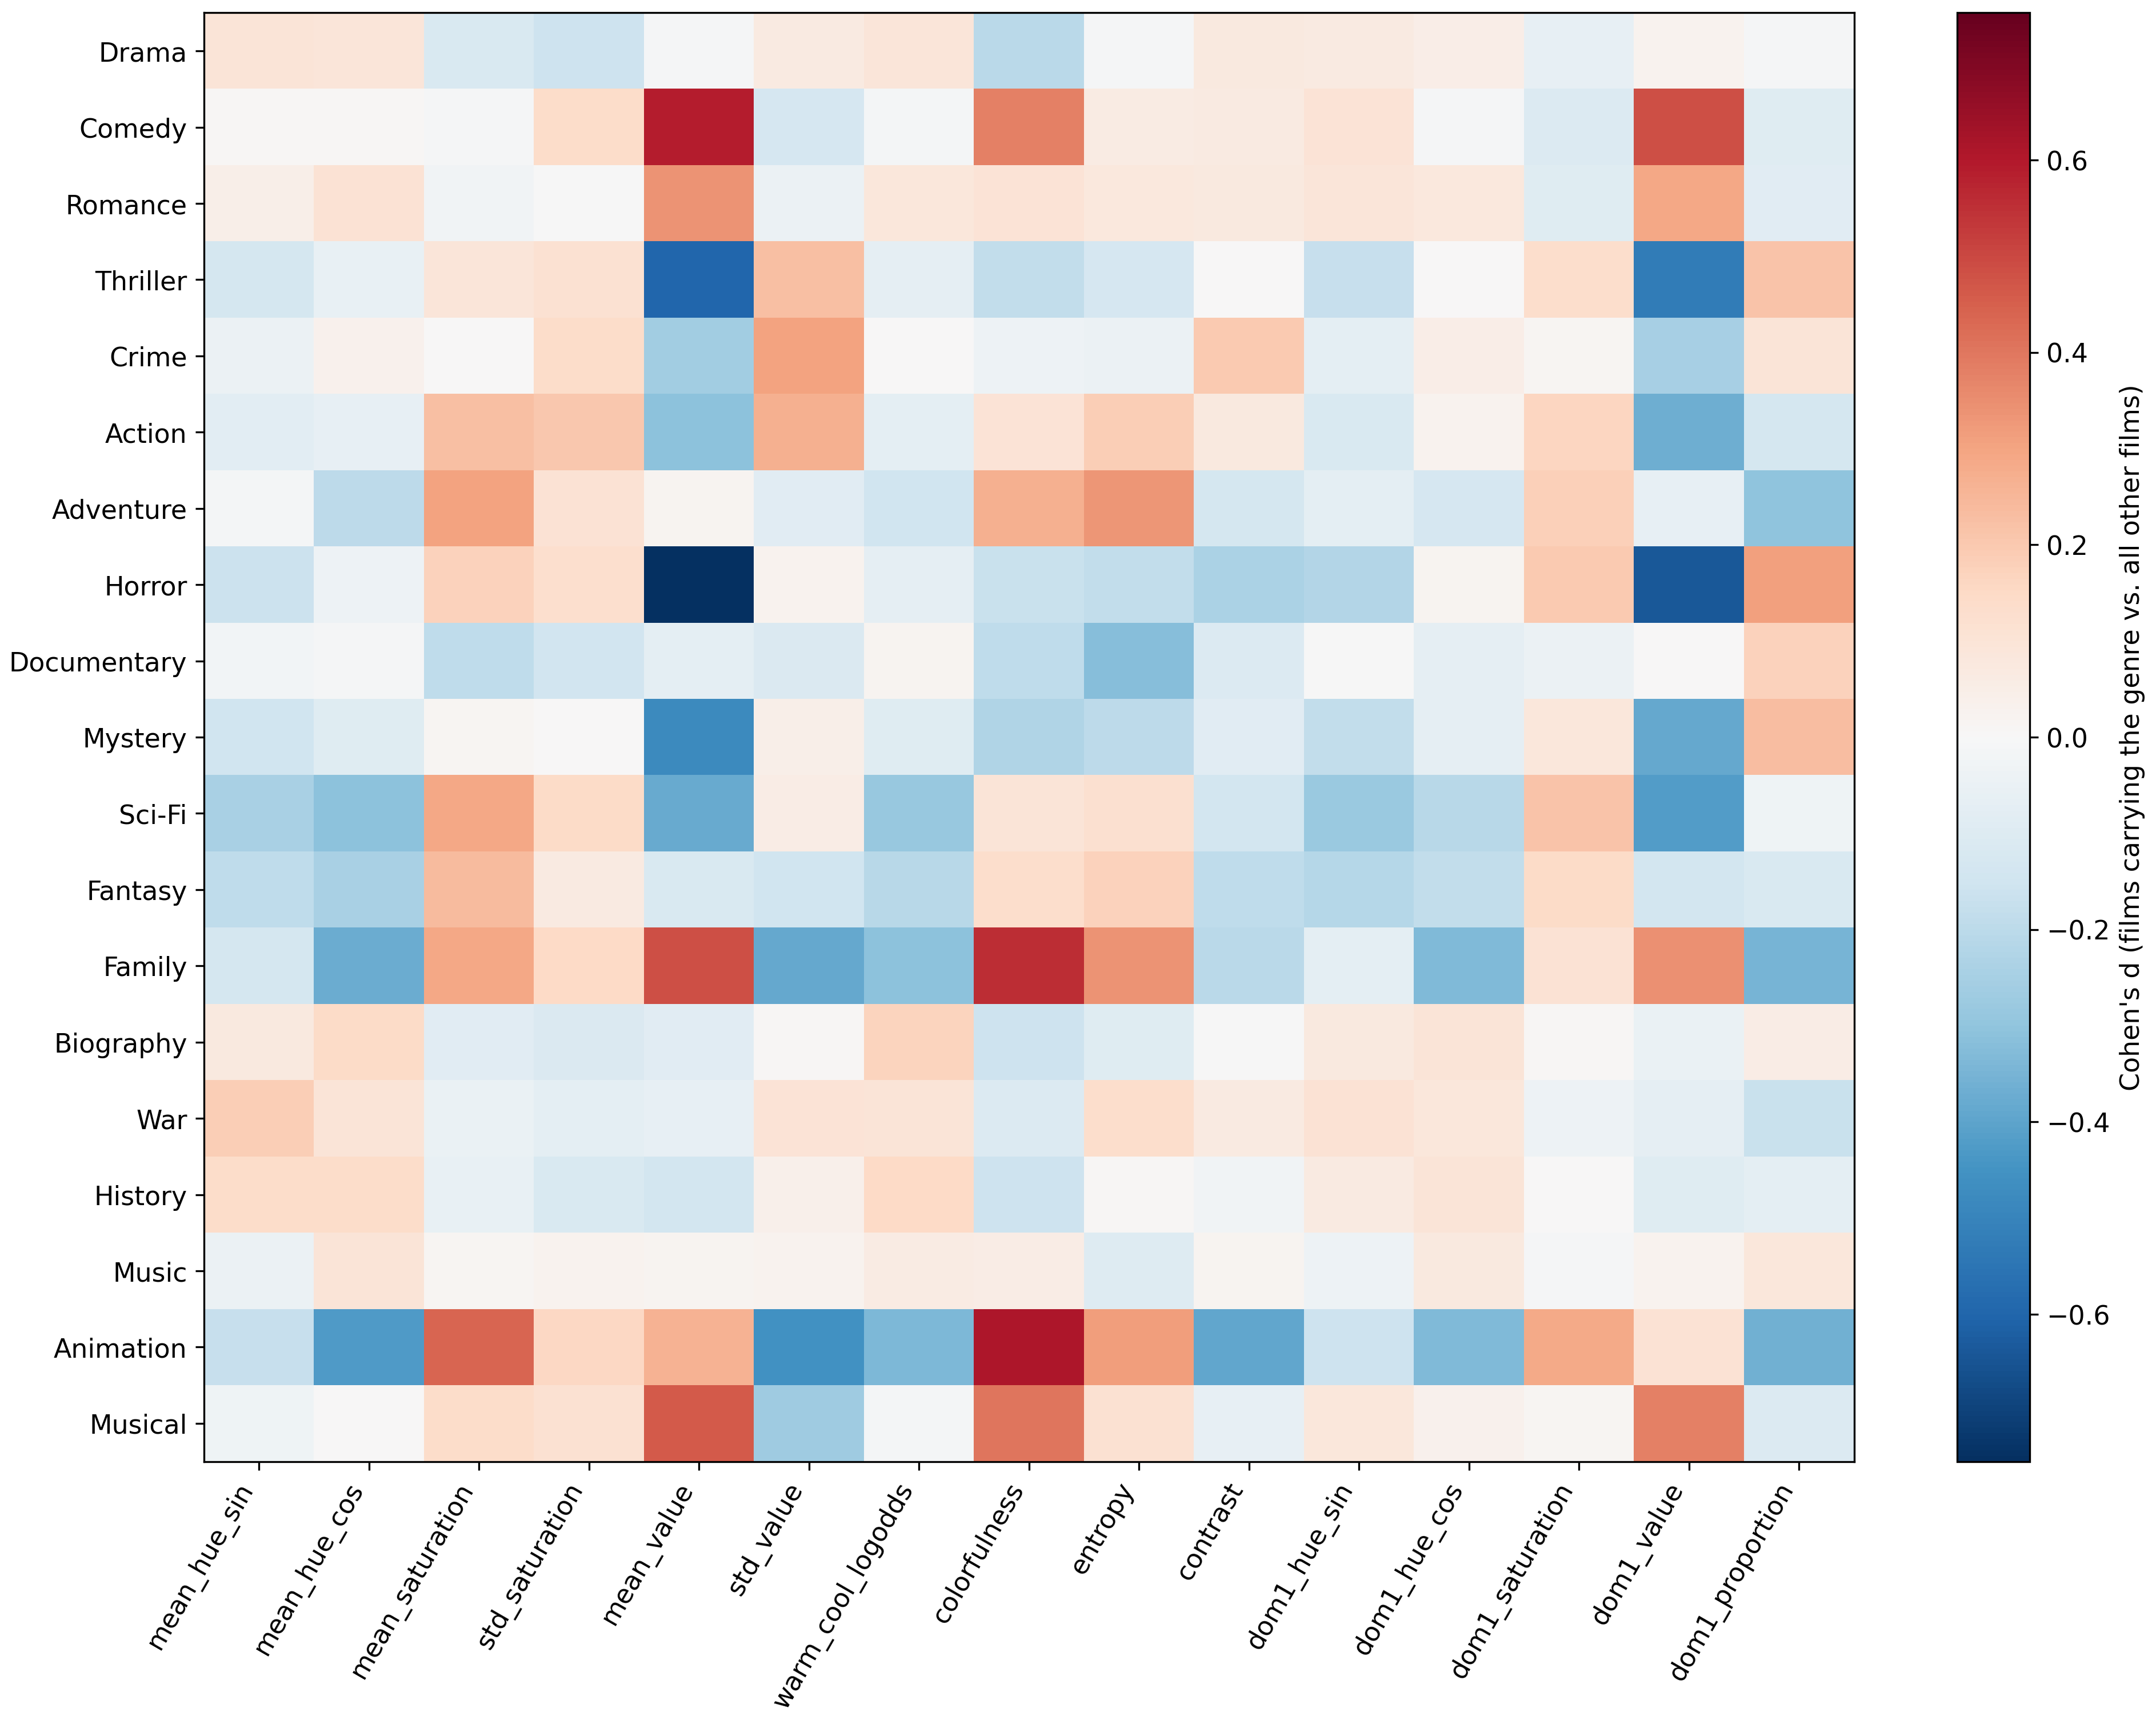 Drama
Comedy
Romance
Thriller
Crime
Action
Adventure
Horror
Documentary
Mystery
Sci-Fi
Fantasy
Family
Biography
War
History
Music
Animation
Musical
mean_hue_sin
mean_hue_cos
mean_saturation
std_saturation
mean_value
std_value
warm_cool_logodds
colorfulness
entropy
contrast
dom1_hue_sin
dom1_hue_cos
dom1_saturation
dom1_value
dom1_proportion
0.6
0.4
0.2
0.0
−0.2
−0.4
−0.6
Cohen's d (films carrying the genre vs. all other films)